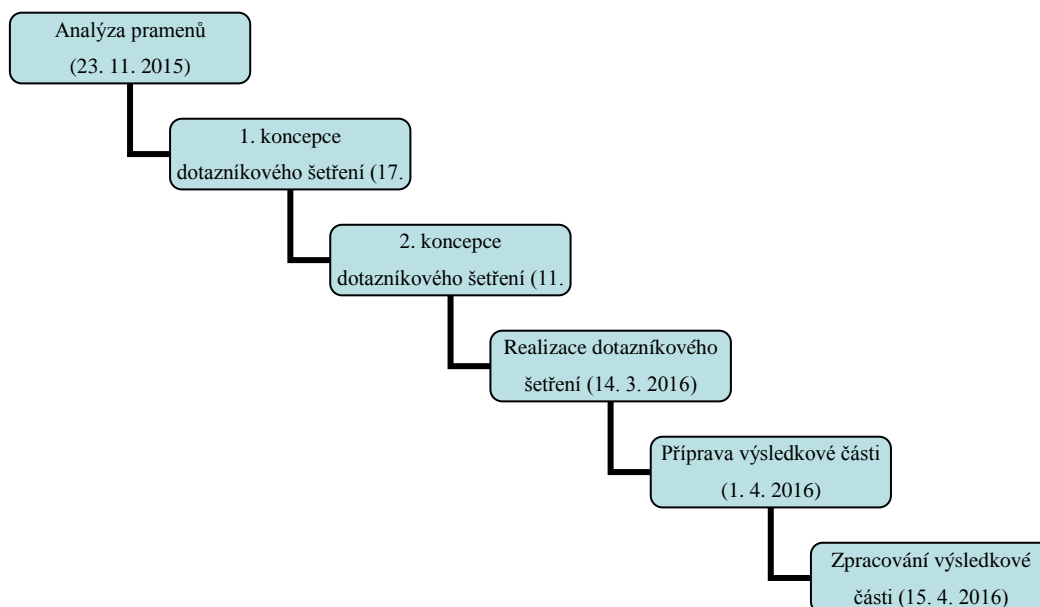 Analýza pramenů
(23. 11. 2015)
1. koncepce
dotazníkového šetření (17.
2. koncepce
dotazníkového šetření (11.
Realizace dotazníkového
šetření (14. 3. 2016)
Příprava výsledkové části
(1. 4. 2016)
Zpracování výsledkové
části (15. 4. 2016)